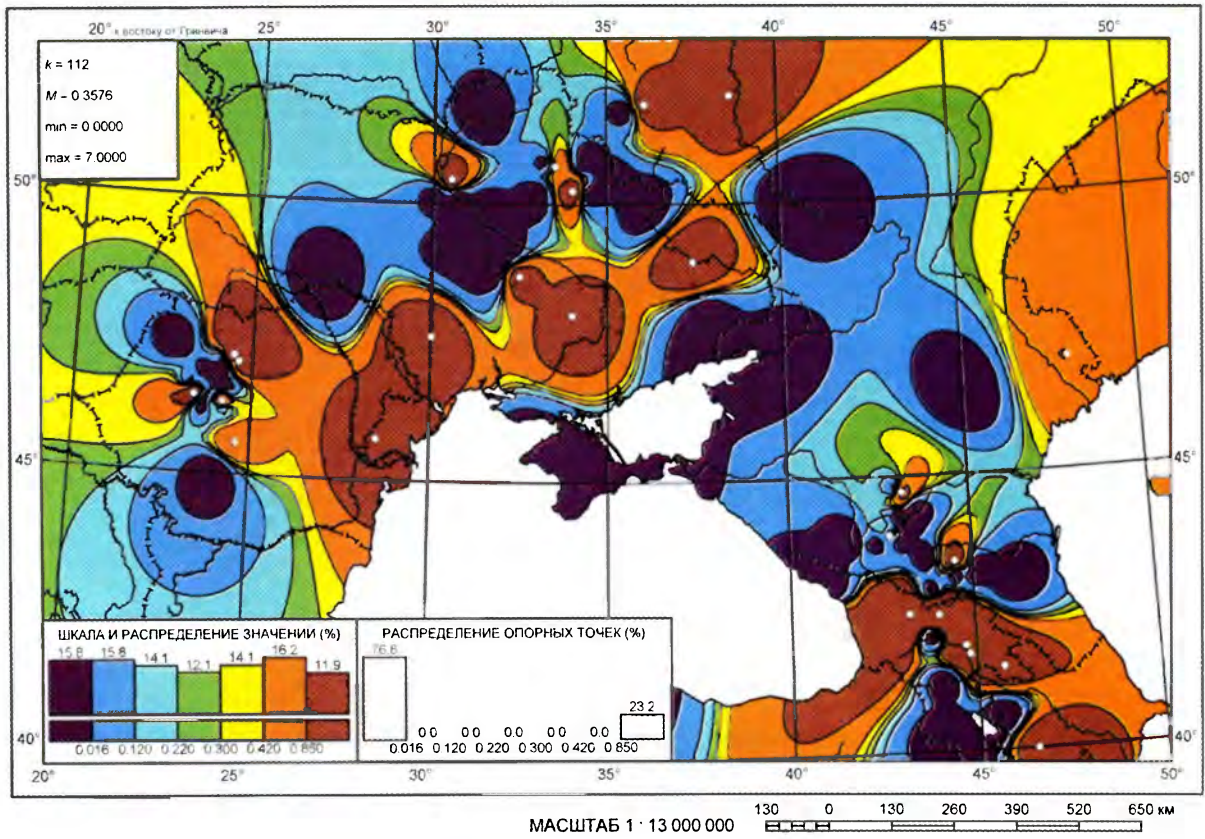 20° к востоку от Гринвича 25° 30° 35° 40° 45° 50°
k = 112
M - 0 3576
min = 0 0000
max = 7.0000
50° 50°
45° 45°
40° 40°
ШКАЛА И РАСПРЕДЕЛЕНИЕ ЗНАЧЕНИИ (%)
15.8 15.8 14.1 12.1 14.1 16.2 11.9
0.016 0.120 0.220 0.300 0.420 0.850
РАСПРЕДЕЛЕНИЕ ОПОРНЫХ ТОЧЕК (%)
76.8 0 0 0 0 0.0 0 0 0 0 23 2
0.016 0 120 0 220 0 300 0 420 0 850
20° 25° 30° 35° 40° 45° 50°
130 0 130 260 390 520 650 км
МАСШТАБ 1 : 13 000 000